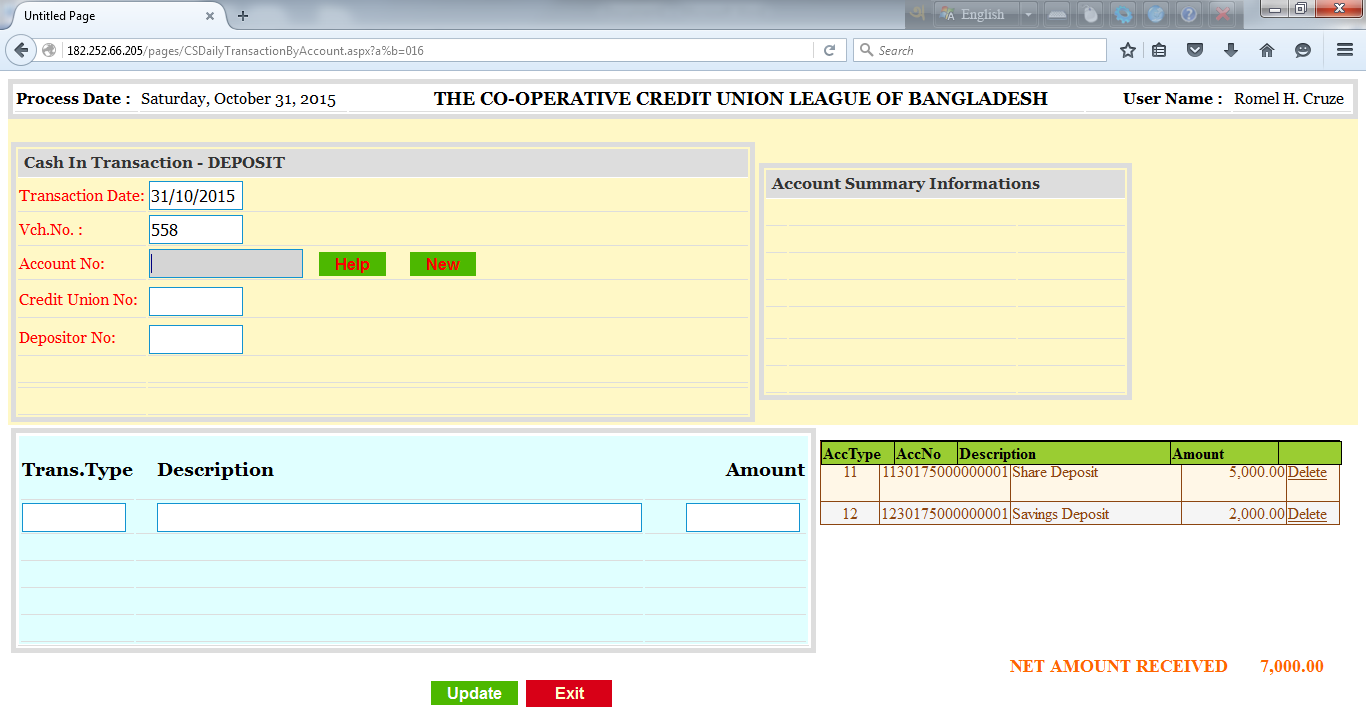 Untitled Page
English
182.252.66.205/pages/CSDailyTransactionByAccount.aspx?a%b=016
Search
Process Date : Saturday, October 31, 2015 THE CO-OPERATIVE CREDIT UNION LEAGUE OF BANGLADESH User Name : Romel H. Cruze
Cash In Transaction - DEPOSIT
Transaction Date: 31/10/2015
Vch.No. : 558
Account No: Help New
Credit Union No:
Depositor No:
Account Summary Informations
Trans.Type Description Amount
AccType AccNo Description Amount
11 1130175000000001 Share Deposit 5,000.00 Delete
12 1230175000000001 Savings Deposit 2,000.00 Delete
NET AMOUNT RECEIVED 7,000.00
Update Exit